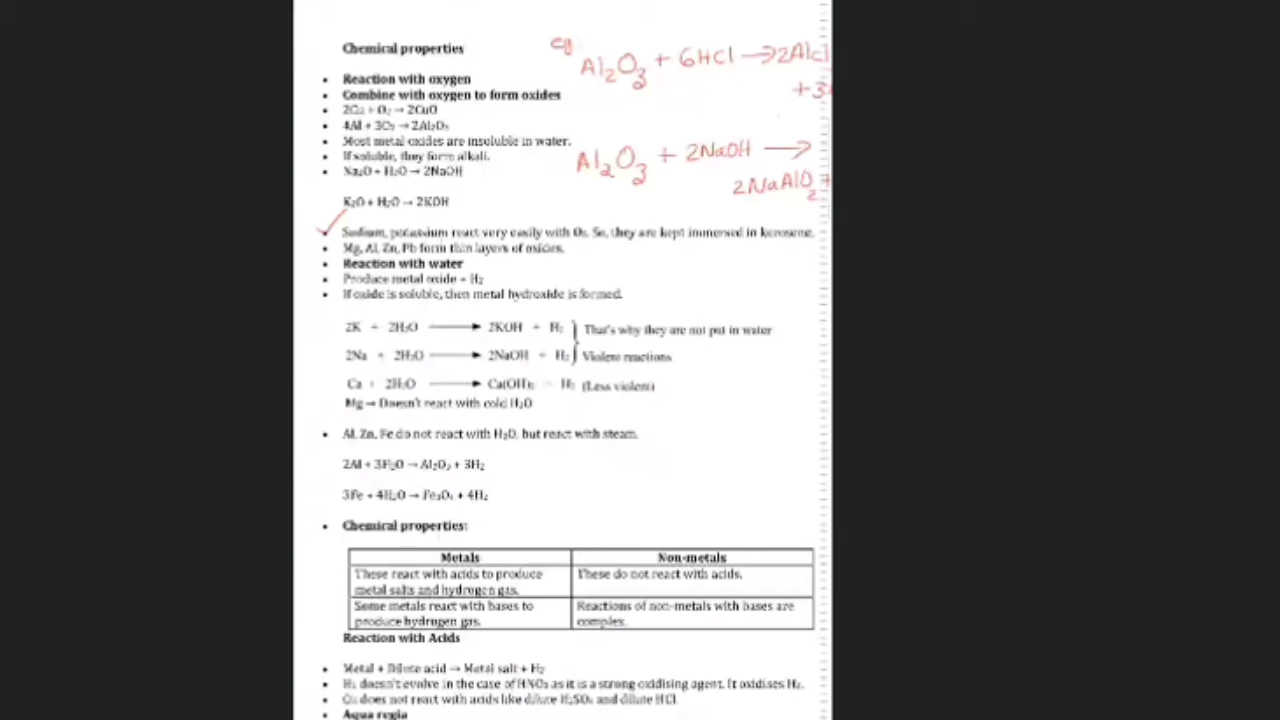 Chemical properties
eg Al2O3 + 6HCl → 2AlCl
+ 3
• Reaction with oxygen
• Combine with oxygen to form oxides
• 2Cu + O₂ → 2CuO
• 4Al + 3O₂ → 2Al₂O₃
• Most metal oxides are insoluble in water.
• If soluble, they form alkali.
Al2O3 + 2NaOH →
2NaAlO2 +
• Na₂O + H₂O → 2NaOH
K₂O + H₂O → 2KOH
• Sodium, potassium react very easily with O₂. So, they are kept immersed in kerosene.
• Mg, Al, Zn, Pb form thin layers of oxides.
• Reaction with water
• Produce metal oxide + H₂
• If oxide is soluble, then metal hydroxide is formed.
2K + 2H₂O → 2KOH + H₂ } That's why they are not put in water
2Na + 2H₂O → 2NaOH + H₂ } Violent reactions
Ca + 2H₂O → Ca(OH)₂ + H₂ (Less violent)
Mg → Doesn't react with cold H₂O
• Al, Zn, Fe do not react with H₂O, but react with steam.
2Al + 3H₂O → Al₂O₃ + 3H₂
3Fe + 4H₂O → Fe₃O₄ + 4H₂
• Chemical properties:
Metals Non-metals
These react with acids to produce metal salts and hydrogen gas. These do not react with acids.
Some metals react with bases to produce hydrogen gas. Reactions of non-metals with bases are complex.
Reaction with Acids
• Metal + Dilute acid → Metal salt + H₂
• H₂ doesn't evolve in the case of HNO₃ as it is a strong oxidising agent. It oxidises H₂.
• Cu does not react with acids like dilute H₂SO₄ and dilute HCl
• Aqua regia